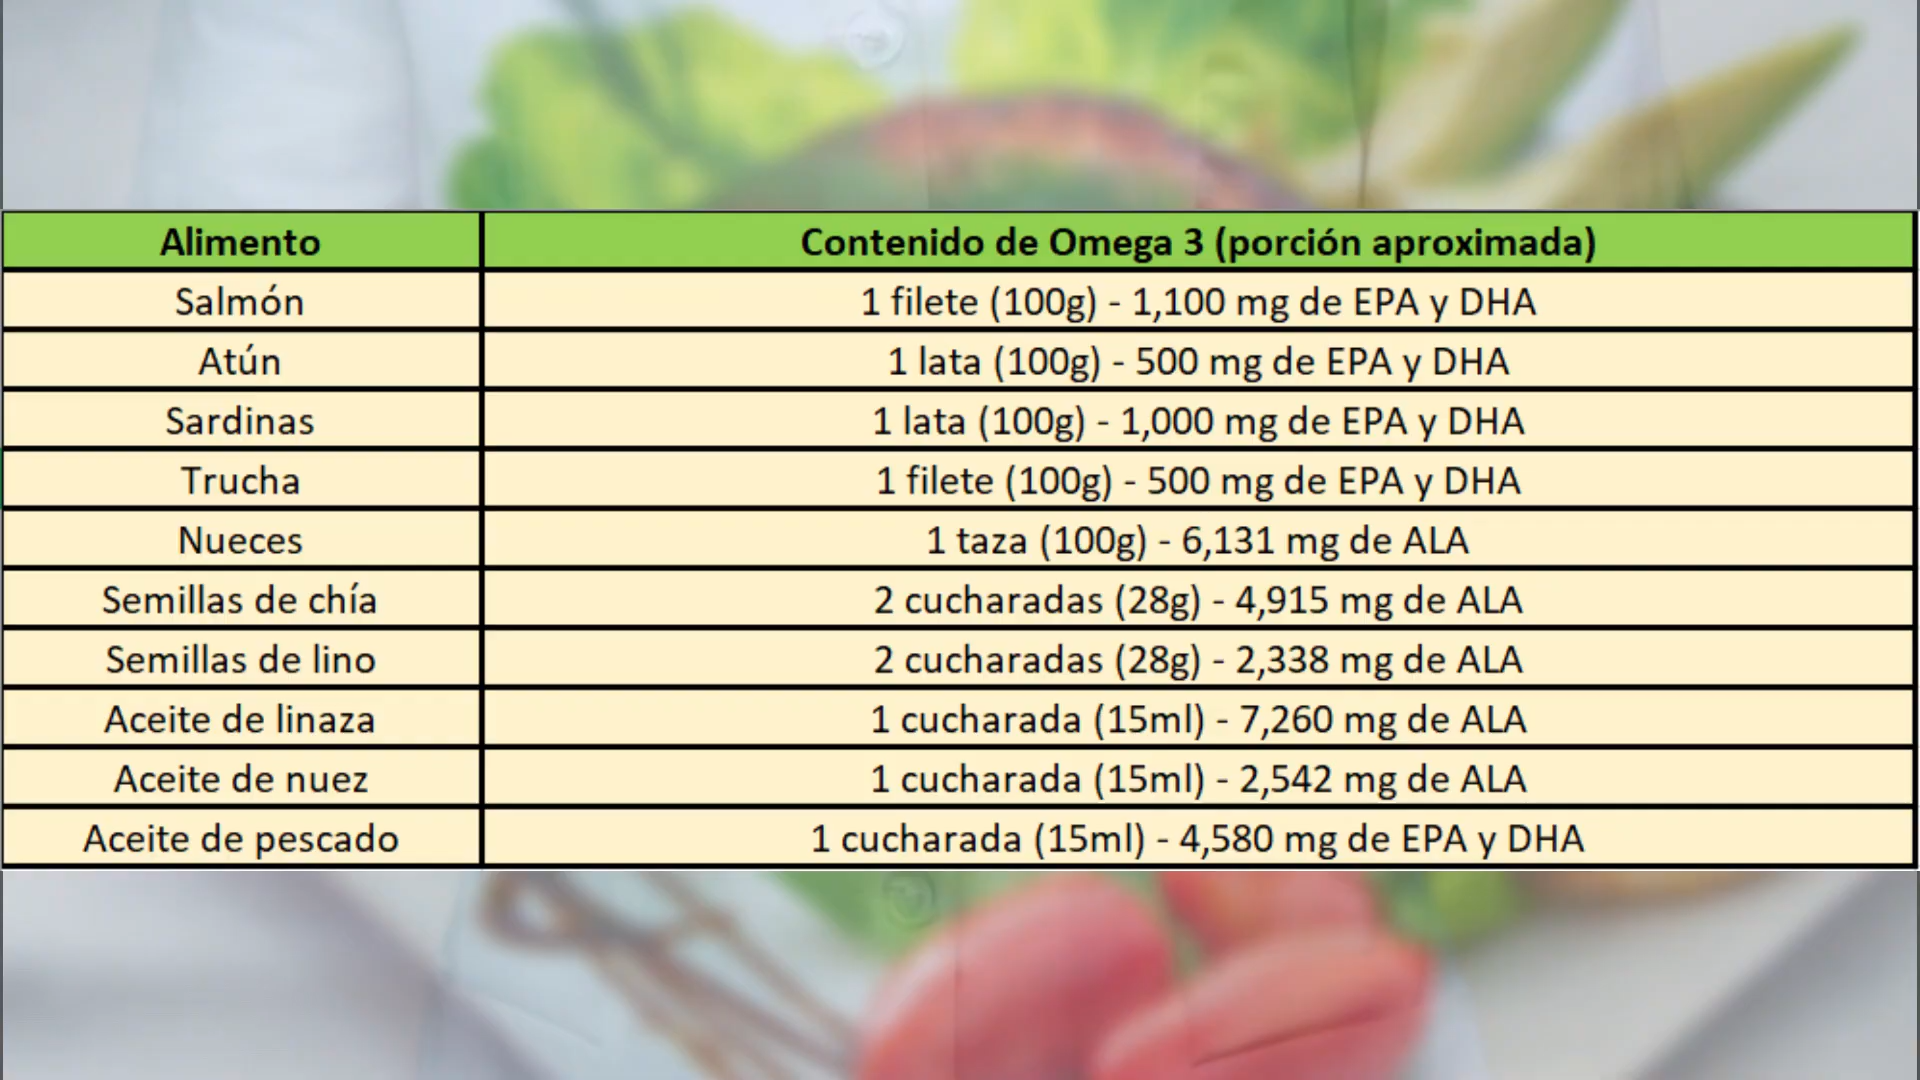 Alimento Contenido de Omega 3 (porción aproximada)
Salmón 1 filete (100g) - 1,100 mg de EPA y DHA
Atún 1 lata (100g) - 500 mg de EPA y DHA
Sardinas 1 lata (100g) - 1,000 mg de EPA y DHA
Trucha 1 filete (100g) - 500 mg de EPA y DHA
Nueces 1 taza (100g) - 6,131 mg de ALA
Semillas de chía 2 cucharadas (28g) - 4,915 mg de ALA
Semillas de lino 2 cucharadas (28g) - 2,338 mg de ALA
Aceite de linaza 1 cucharada (15ml) - 7,260 mg de ALA
Aceite de nuez 1 cucharada (15ml) - 2,542 mg de ALA
Aceite de pescado 1 cucharada (15ml) - 4,580 mg de EPA y DHA